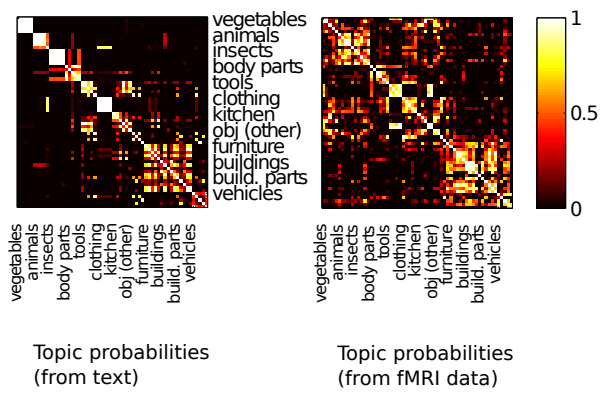 vegetables
animals
insects
body parts
tools
clothing
kitchen
obj (other)
furniture
buildings
build. parts
vehicles
1
0.5
0
vegetables
animals
insects
body parts
tools
clothing
kitchen
obj (other)
furniture
buildings
build. parts
vehicles
vegetables
animals
insects
body parts
tools
clothing
kitchen
obj (other)
furniture
buildings
build. parts
vehicles
Topic probabilities
(from text)
Topic probabilities
(from fMRI data)